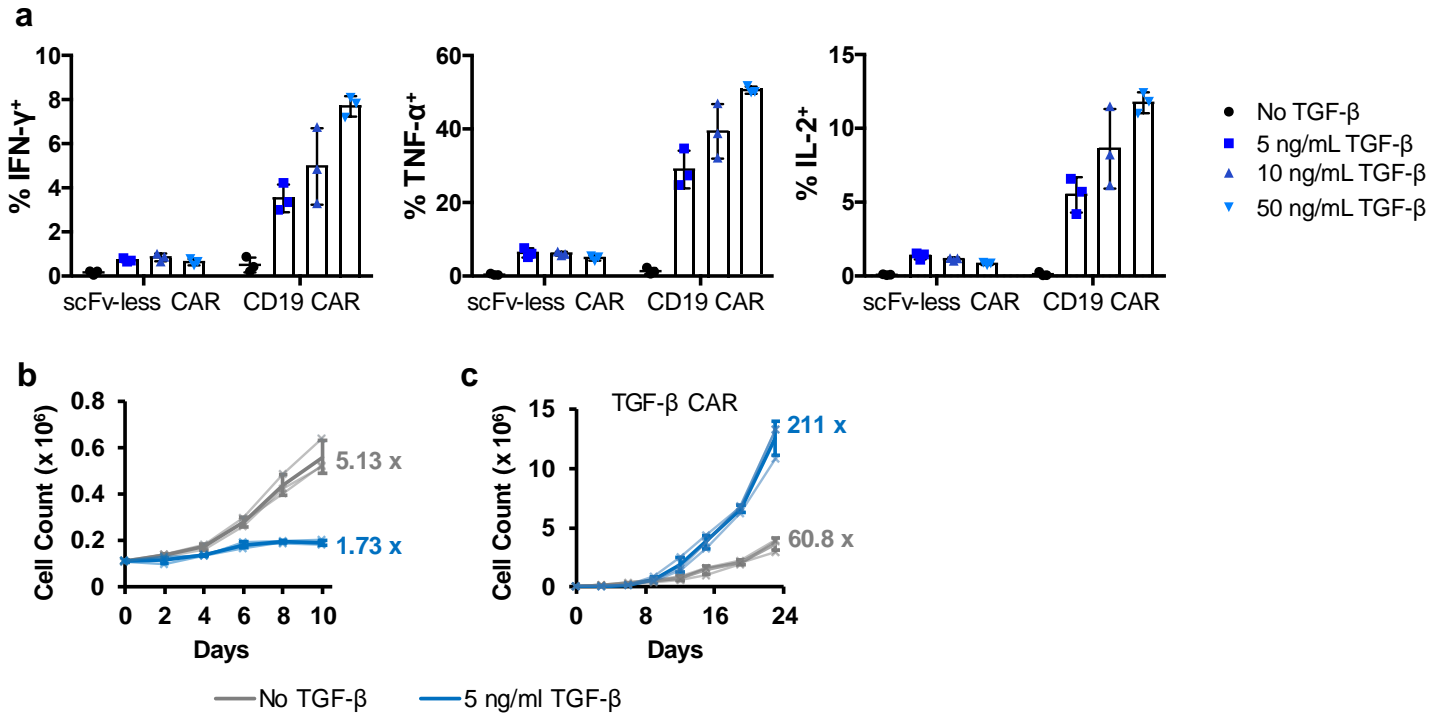 a
% IFN-γ⁺
10
8
6
4
2
0
scFv-less CAR CD19 CAR
% TNF-α⁺
60
40
20
0
scFv-less CAR CD19 CAR
% IL-2⁺
15
10
5
0
scFv-less CAR CD19 CAR
No TGF-β
5 ng/mL TGF-β
10 ng/mL TGF-β
50 ng/mL TGF-β
b
Cell Count (x 10⁶)
0.8
0.6
0.4
0.2
0
5.13 x
1.73 x
0 2 4 6 8 10
Days
c
TGF-β CAR
Cell Count (x 10⁶)
15
10
5
0
211 x
60.8 x
0 8 16 24
Days
No TGF-β 5 ng/ml TGF-β